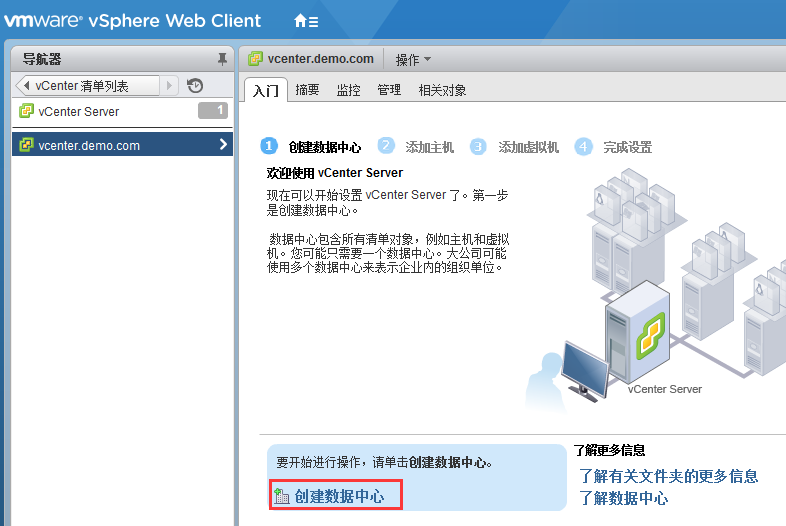 vmware® vSphere Web Client
导航器
vCenter 清单列表
vCenter Server
1
vcenter.demo.com
vcenter.demo.com
操作
入门
摘要
监控
管理
相关对象
1 创建数据中心
2 添加主机
3 添加虚拟机
4 完成设置
欢迎使用 vCenter Server
现在可以开始设置 vCenter Server 了。第一步
是创建数据中心。
数据中心包含所有清单对象，例如主机和虚拟
机。您可能只需要一个数据中心。大公司可能
使用多个数据中心来表示企业内的组织单位。
vCenter Server
要开始进行操作，请单击创建数据中心。
创建数据中心
了解更多信息
了解有关文件夹的更多信息
了解数据中心